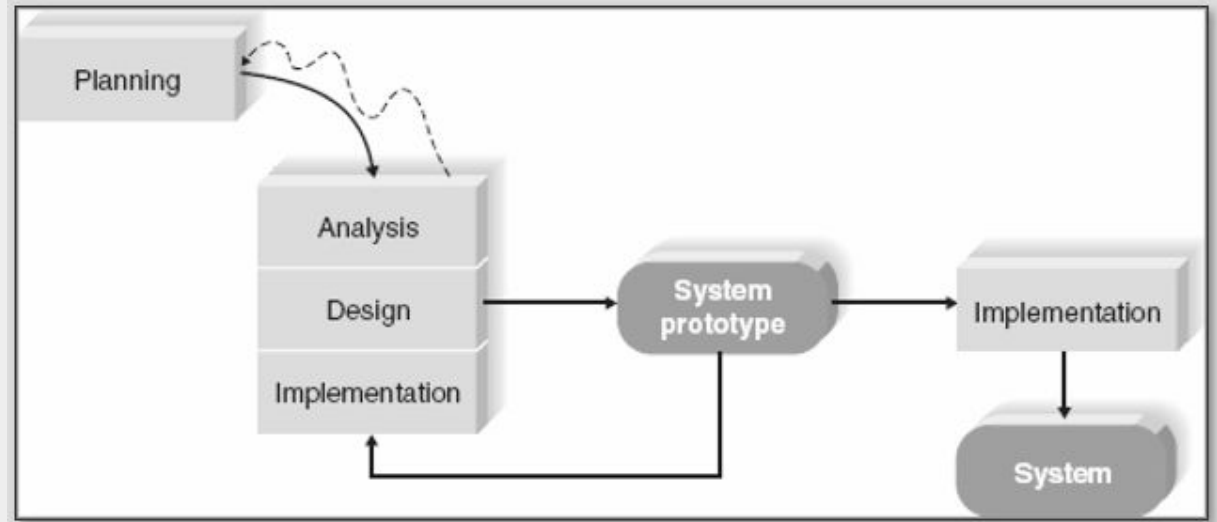 Planning
Analysis
Design
Implementation
System
prototype
Implementation
System